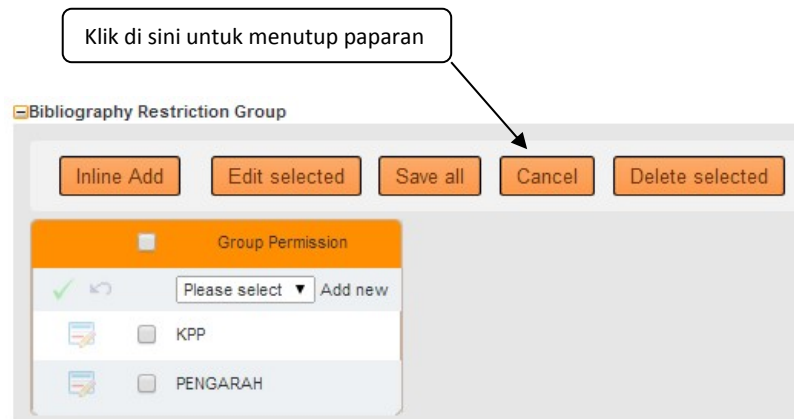 Klik di sini untuk menutup paparan
Bibliography Restriction Group
Inline Add Edit selected Save all Cancel Delete selected
Group Permission
Please select Add new
KPP
PENGARAH